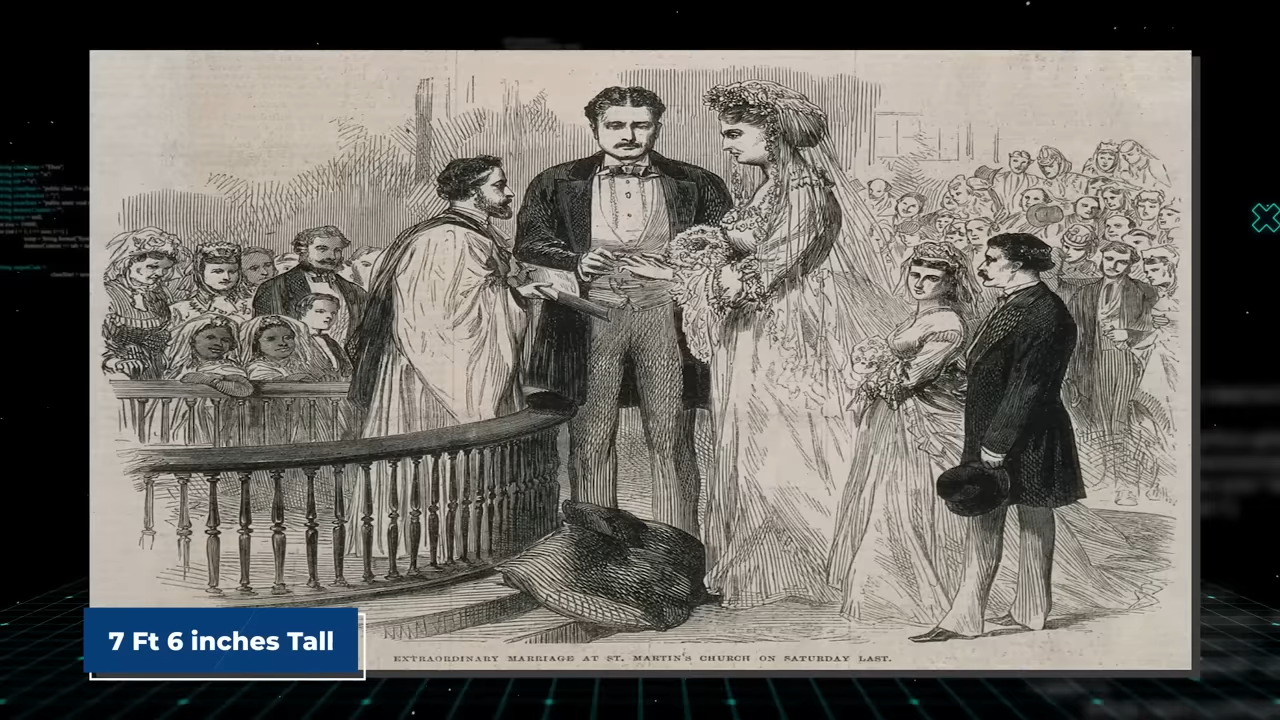 EXTRAORDINARY MARRIAGE AT ST. MARTIN'S CHURCH ON SATURDAY LAST.
7 Ft 6 inches Tall